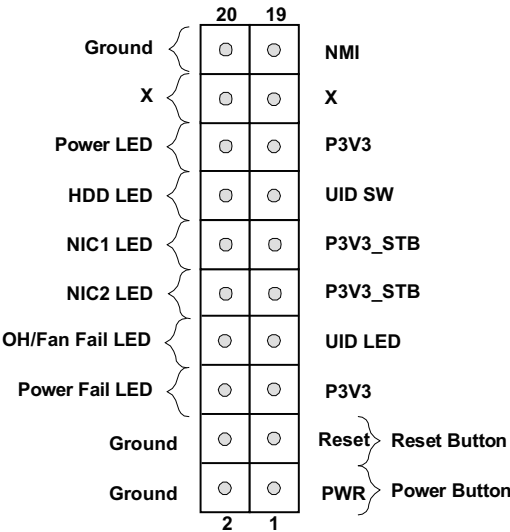 20 19
Ground NMI
X X
Power LED P3V3
HDD LED UID SW
NIC1 LED P3V3_STB
NIC2 LED P3V3_STB
OH/Fan Fail LED UID LED
Power Fail LED P3V3
Ground Reset Reset Button
Ground PWR Power Button
2 1